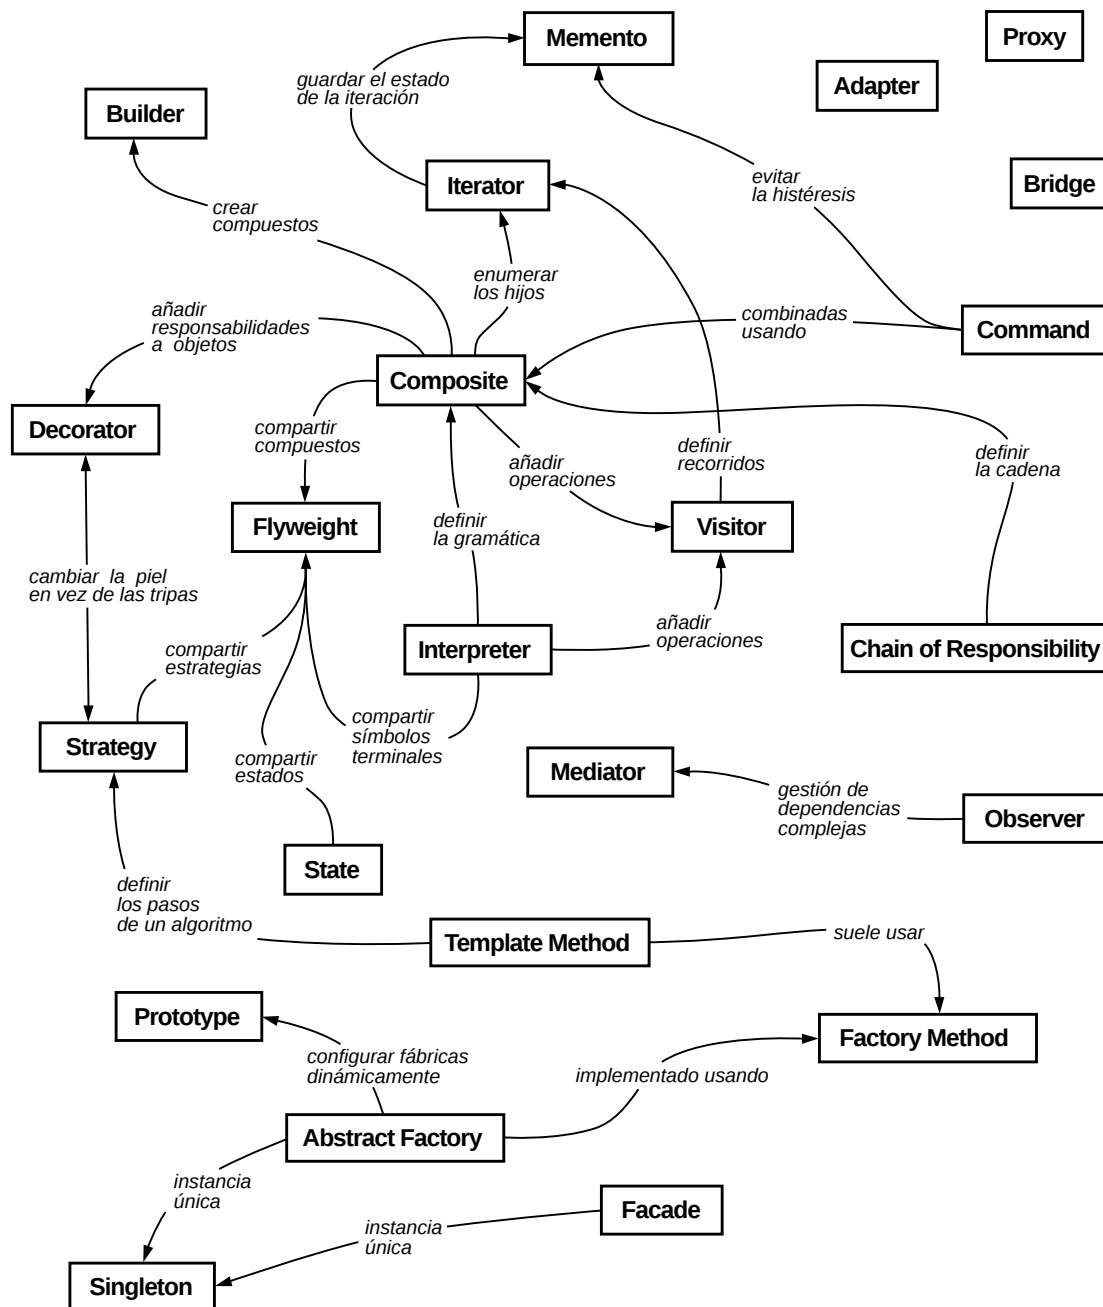 Memento
Proxy
Adapter
guardar el estado
de la iteración
Builder
Iterator
evitar
la histéresis
Bridge
crear
compuestos
enumerar
los hijos
añadir
responsabilidades
a objetos
combinadas
usando
Command
Composite
Decorator
compartir
compuestos
añadir
operaciones
definir
recorridos
definir
la cadena
Flyweight
definir
la gramática
Visitor
cambiar la piel
en vez de las tripas
compartir
estrategias
Interpreter
añadir
operaciones
Chain of Responsibility
Strategy
compartir
símbolos
terminales
compartir
estados
Mediator
gestión de
dependencias
complejas
Observer
State
definir
los pasos
de un algoritmo
Template Method
suele usar
Prototype
Factory Method
configurar fábricas
dinámicamente
implementado usando
Abstract Factory
instancia
única
Facade
instancia
única
Singleton